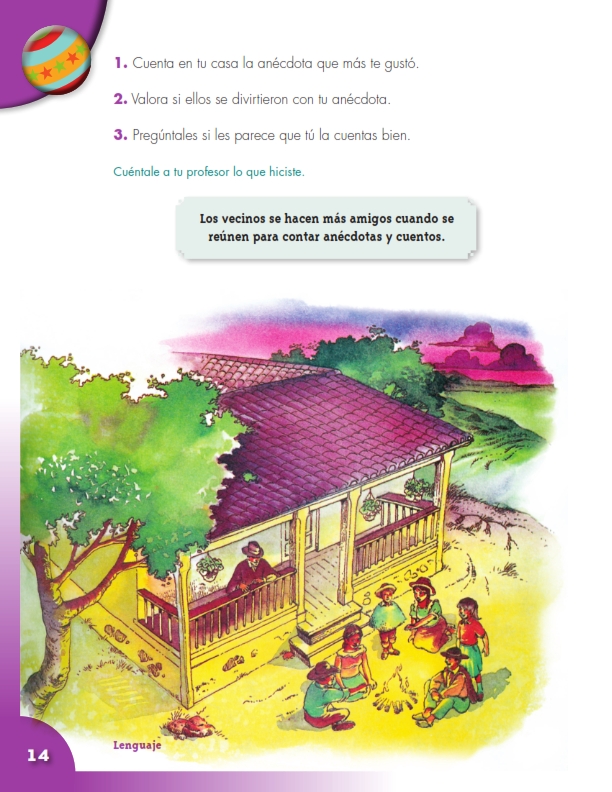 1. Cuenta en tu casa la anécdota que más te gustó.
2. Valora si ellos se divirtieron con tu anécdota.
3. Pregúntales si les parece que tú la cuentas bien.
Cuéntale a tu profesor lo que hiciste.
Los vecinos se hacen más amigos cuando se
reúnen para contar anécdotas y cuentos.
Lenguaje
14